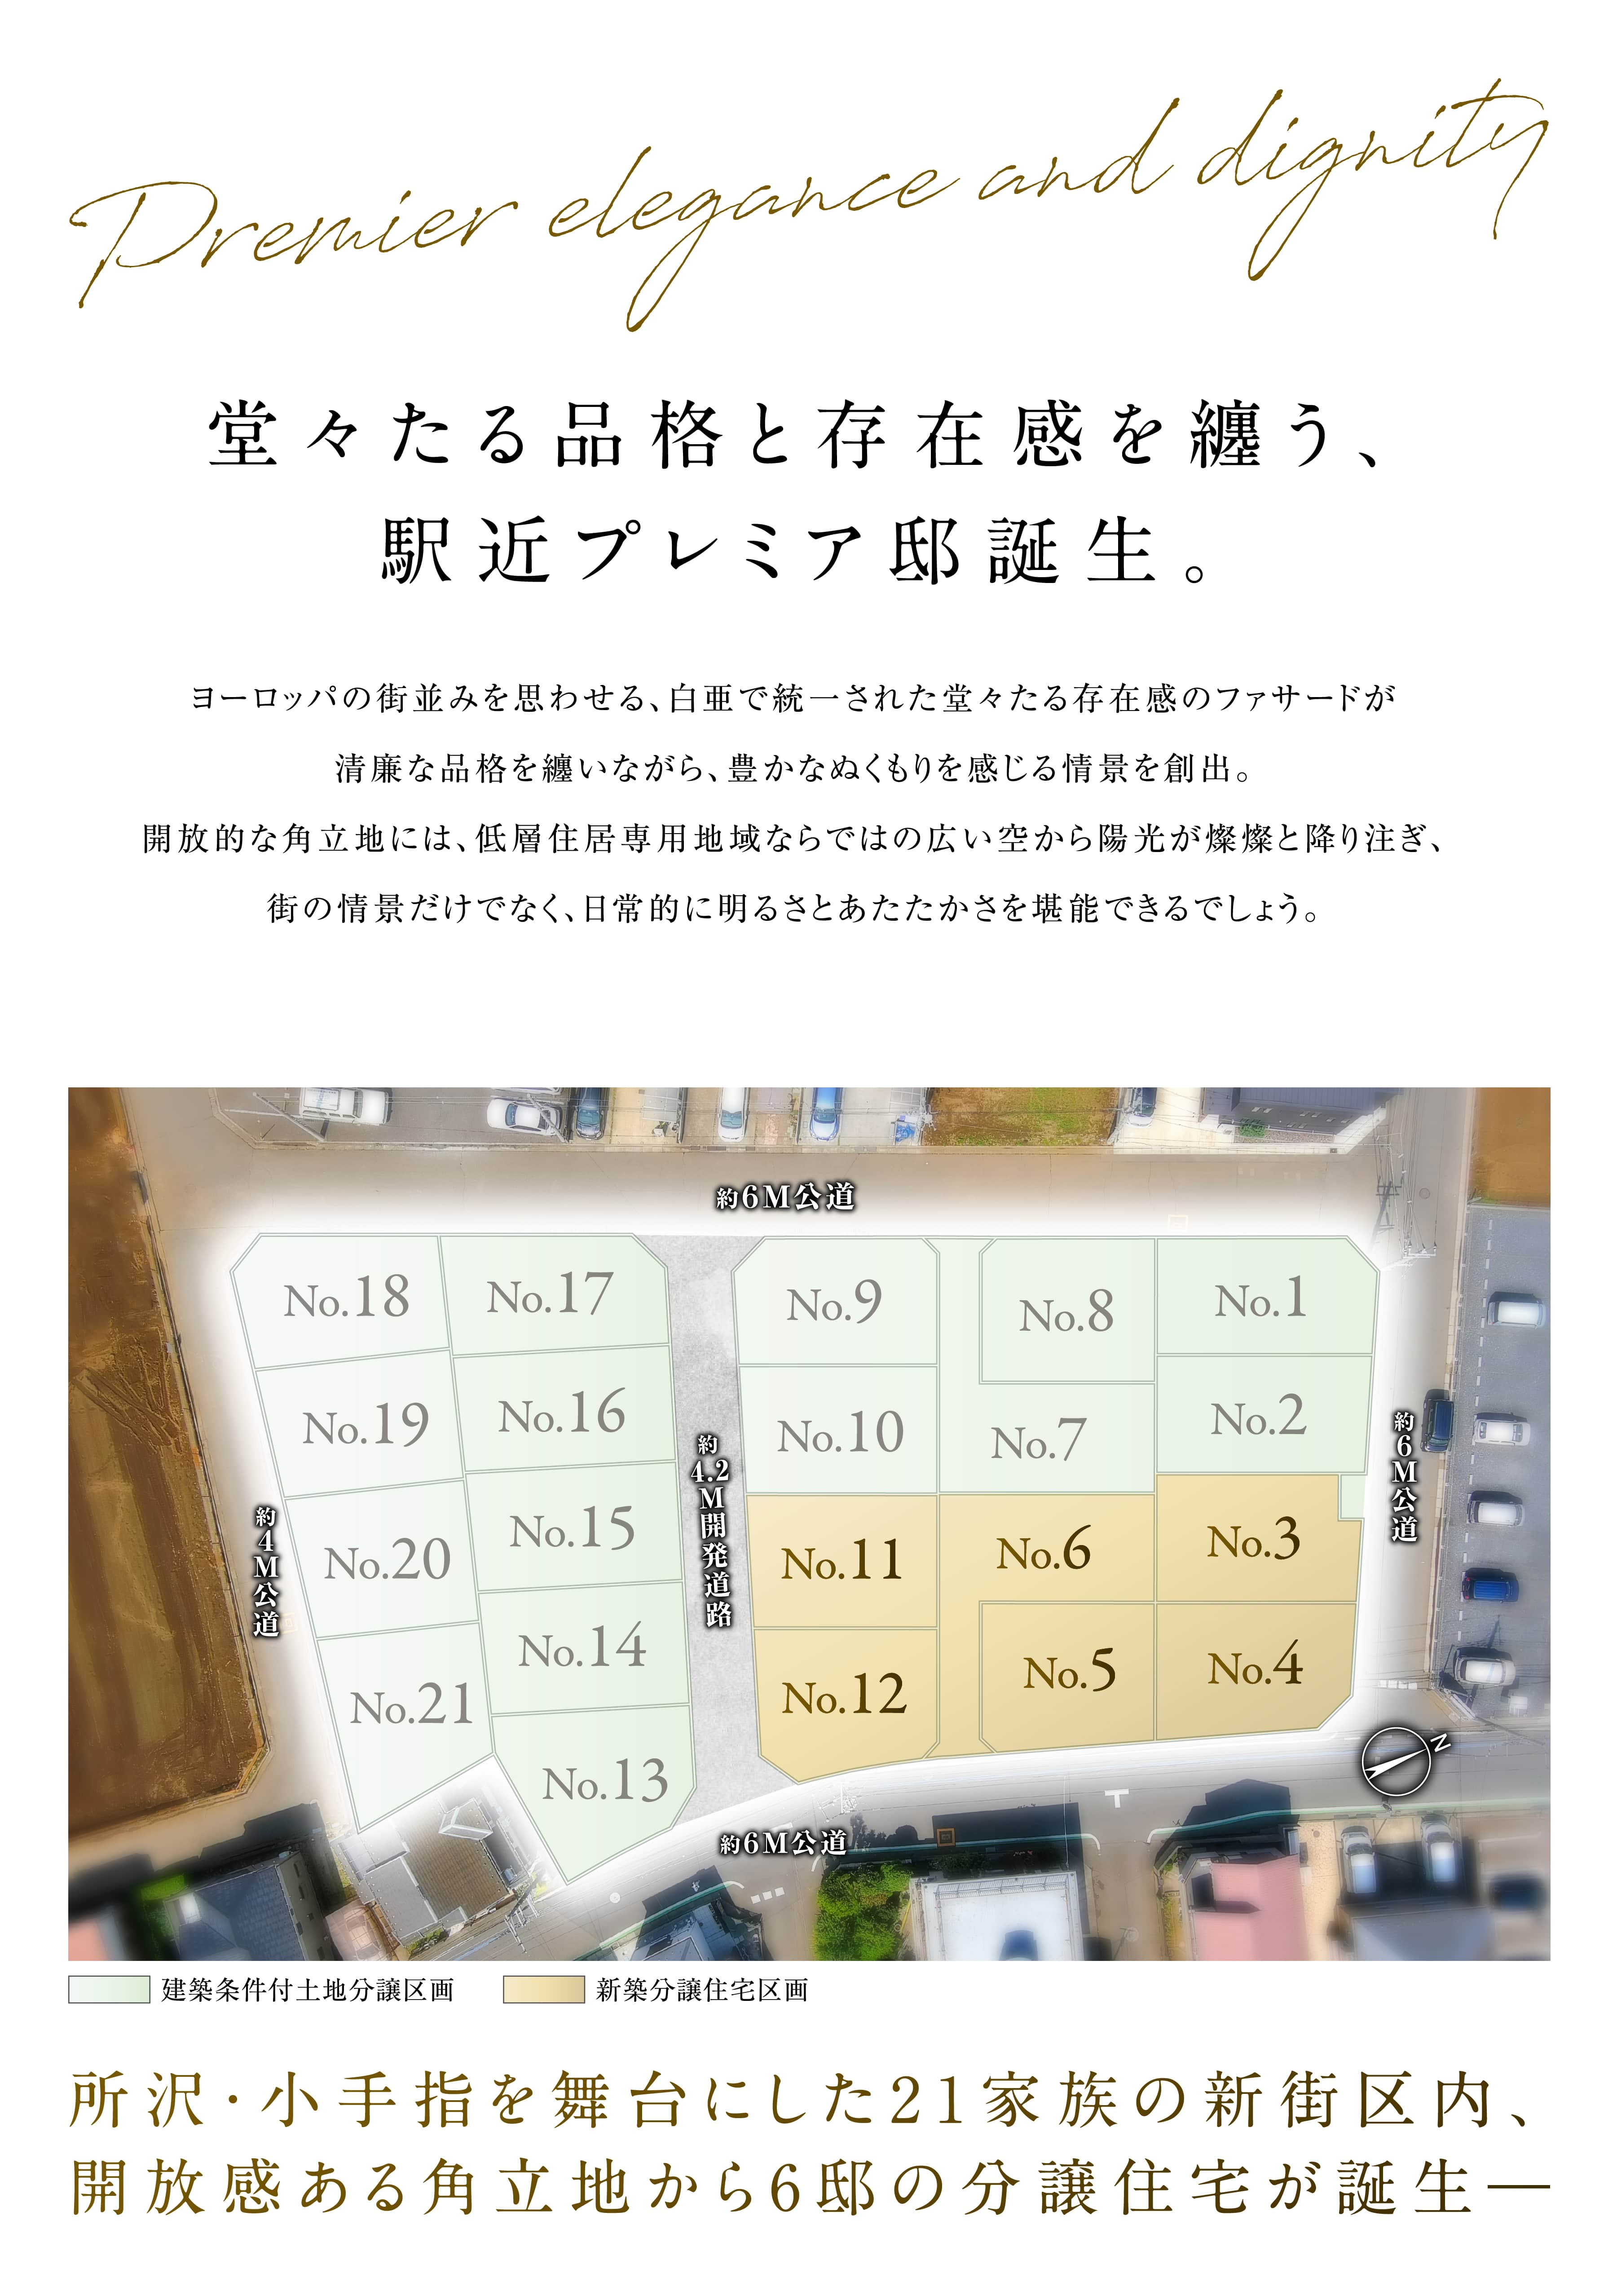 Premier elegance and dignity
堂々たる品格と存在感を纏う、
駅近プレミア邸誕生。
ヨーロッパの街並みを思わせる、白亜で統一された堂々たる存在感のファサードが
清廉な品格を纏いながら、豊かなぬくもりを感じる情景を創出。
開放的な角立地には、低層住居専用地域ならではの広い空から陽光が燦燦と降り注ぎ、
街の情景だけでなく、日常的に明るさとあたたかさを堪能できるでしょう。
約6M公道
No.18
No.17
No.9
No.8
No.1
No.19
No.16
No.10
No.7
No.2
約4M公道
約4.2M開発道路
約6M公道
No.20
No.15
No.11
No.6
No.3
No.21
No.14
No.12
No.5
No.4
No.13
N
約6M公道
建築条件付土地分譲区画
新築分譲住宅区画
所沢・小手指を舞台にした21家族の新街区内、
開放感ある角立地から6邸の分譲住宅が誕生―